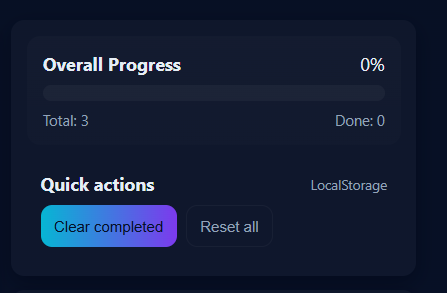 Overall Progress 0%
Total: 3 Done: 0
Quick actions LocalStorage
Clear completed Reset all